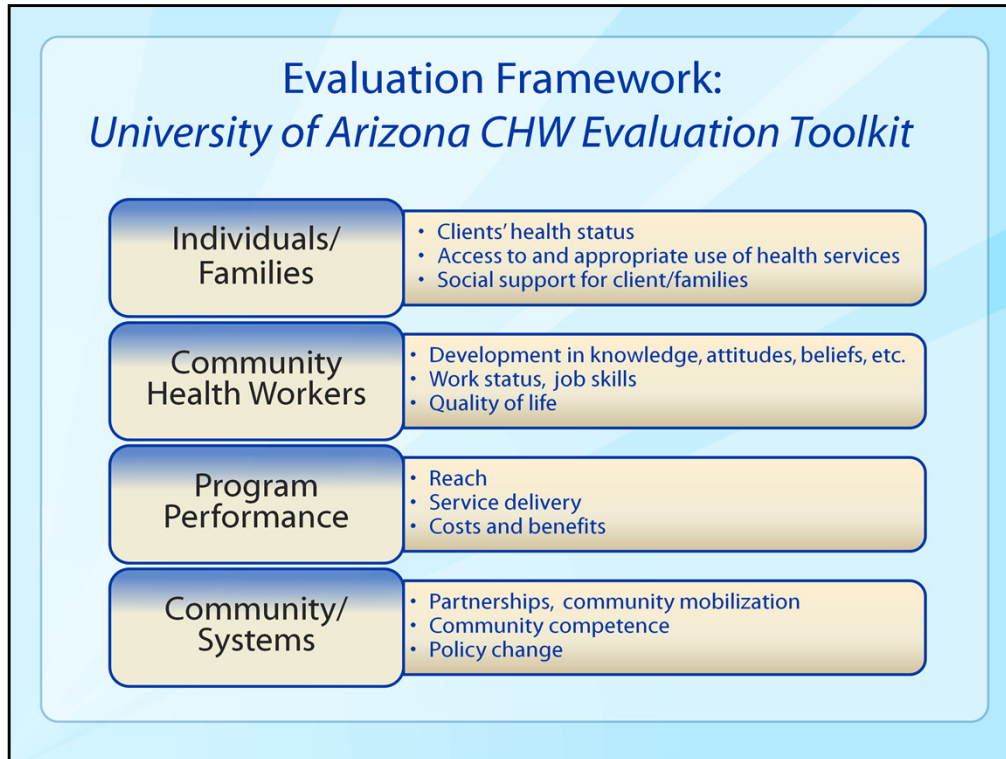 Evaluation Framework:
University of Arizona CHW Evaluation Toolkit
Individuals/
Families
• Clients' health status
• Access to and appropriate use of health services
• Social support for client/families
Community
Health Workers
• Development in knowledge, attitudes, beliefs, etc.
• Work status, job skills
• Quality of life
Program
Performance
• Reach
• Service delivery
• Costs and benefits
Community/
Systems
• Partnerships, community mobilization
• Community competence
• Policy change